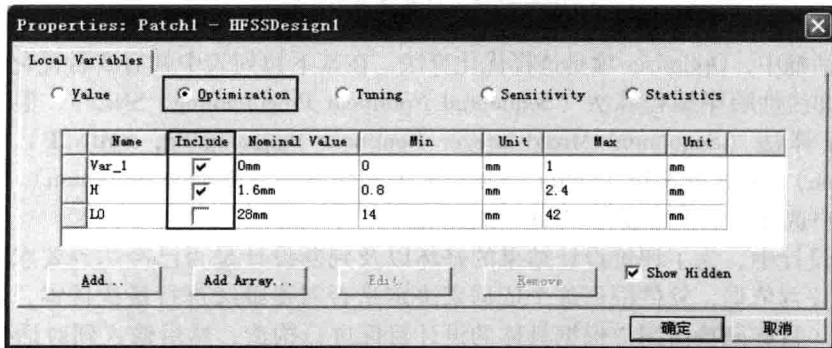 Properties: Patch1 - HFSSDesign1
Local Variables
Value Optimization Tuning Sensitivity Statistics
Name Include Nominal Value Min Unit Max Unit
Var_1 0mm 0 mm 1 mm
H 1.6mm 0.8 mm 2.4 mm
L0 28mm 14 mm 42 mm
Add... Add Array... Edit... Remove Show Hidden
确定 取消